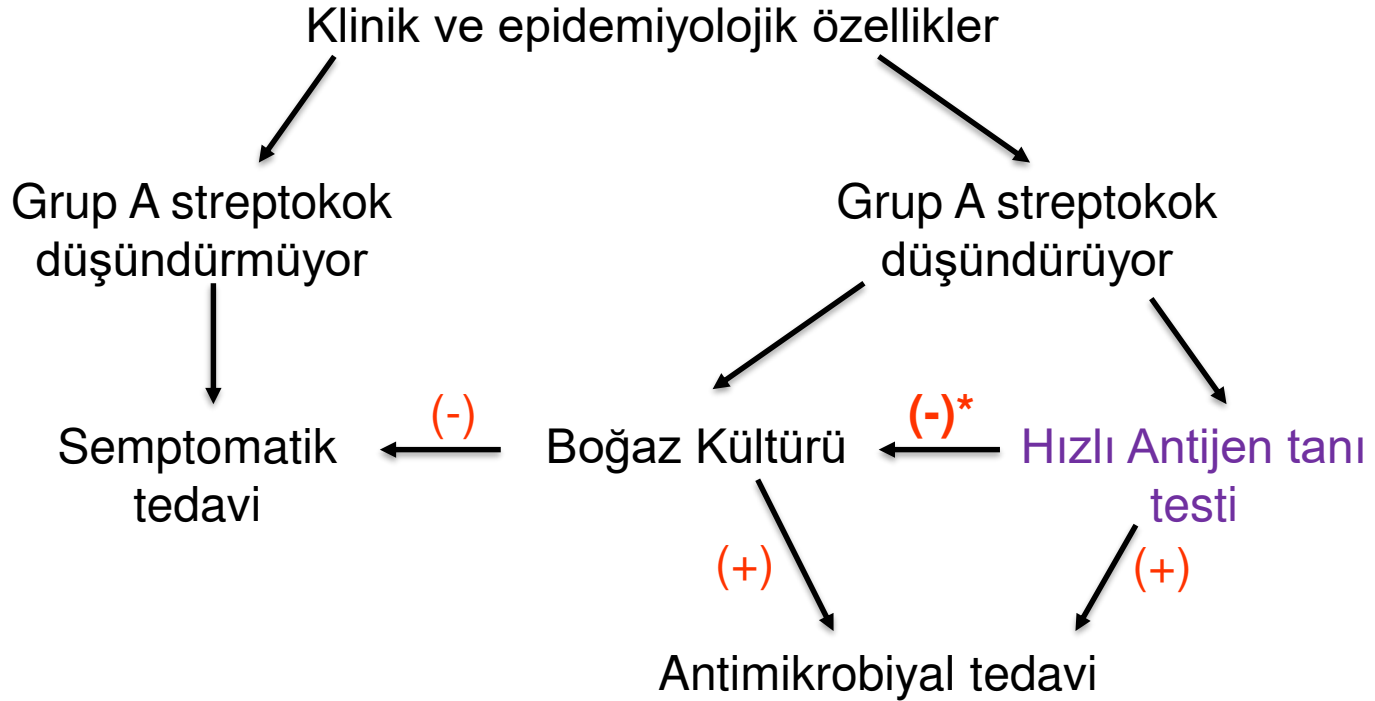 Klinik ve epidemiyolojik özellikler
Grup A streptokok
düşündürmüyor
Grup A streptokok
düşündürüyor
Semptomatik
tedavi
(-)
Boğaz Kültürü
(-)*
Hızlı Antijen tanı
testi
(+)
(+)
Antimikrobiyal tedavi